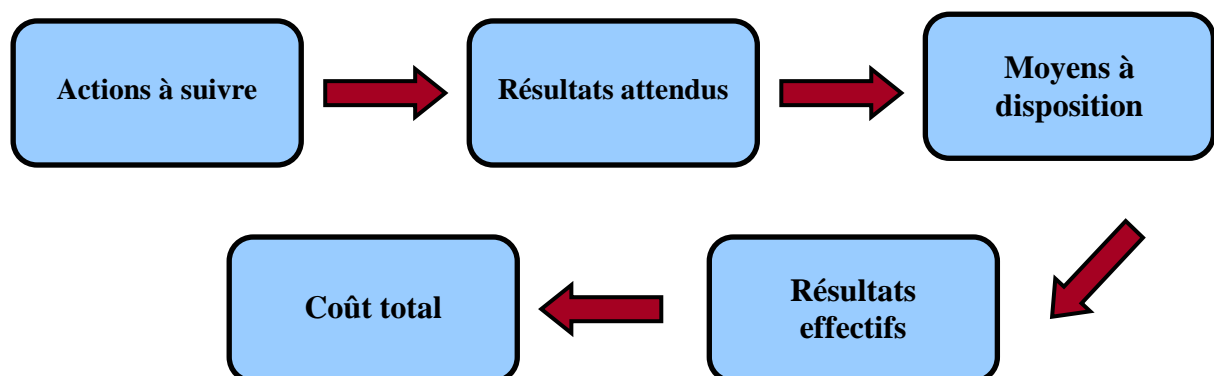 Actions à suivre
Résultats attendus
Moyens à
disposition
Coût total
Résultats
effectifs